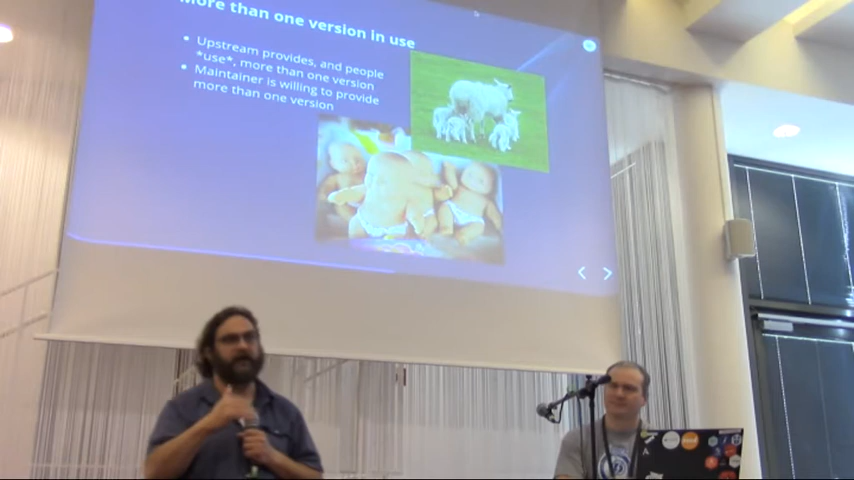 More than one version in use
Upstream provides, and people
*use*, more than one version
Maintainer is willing to provide
more than one version